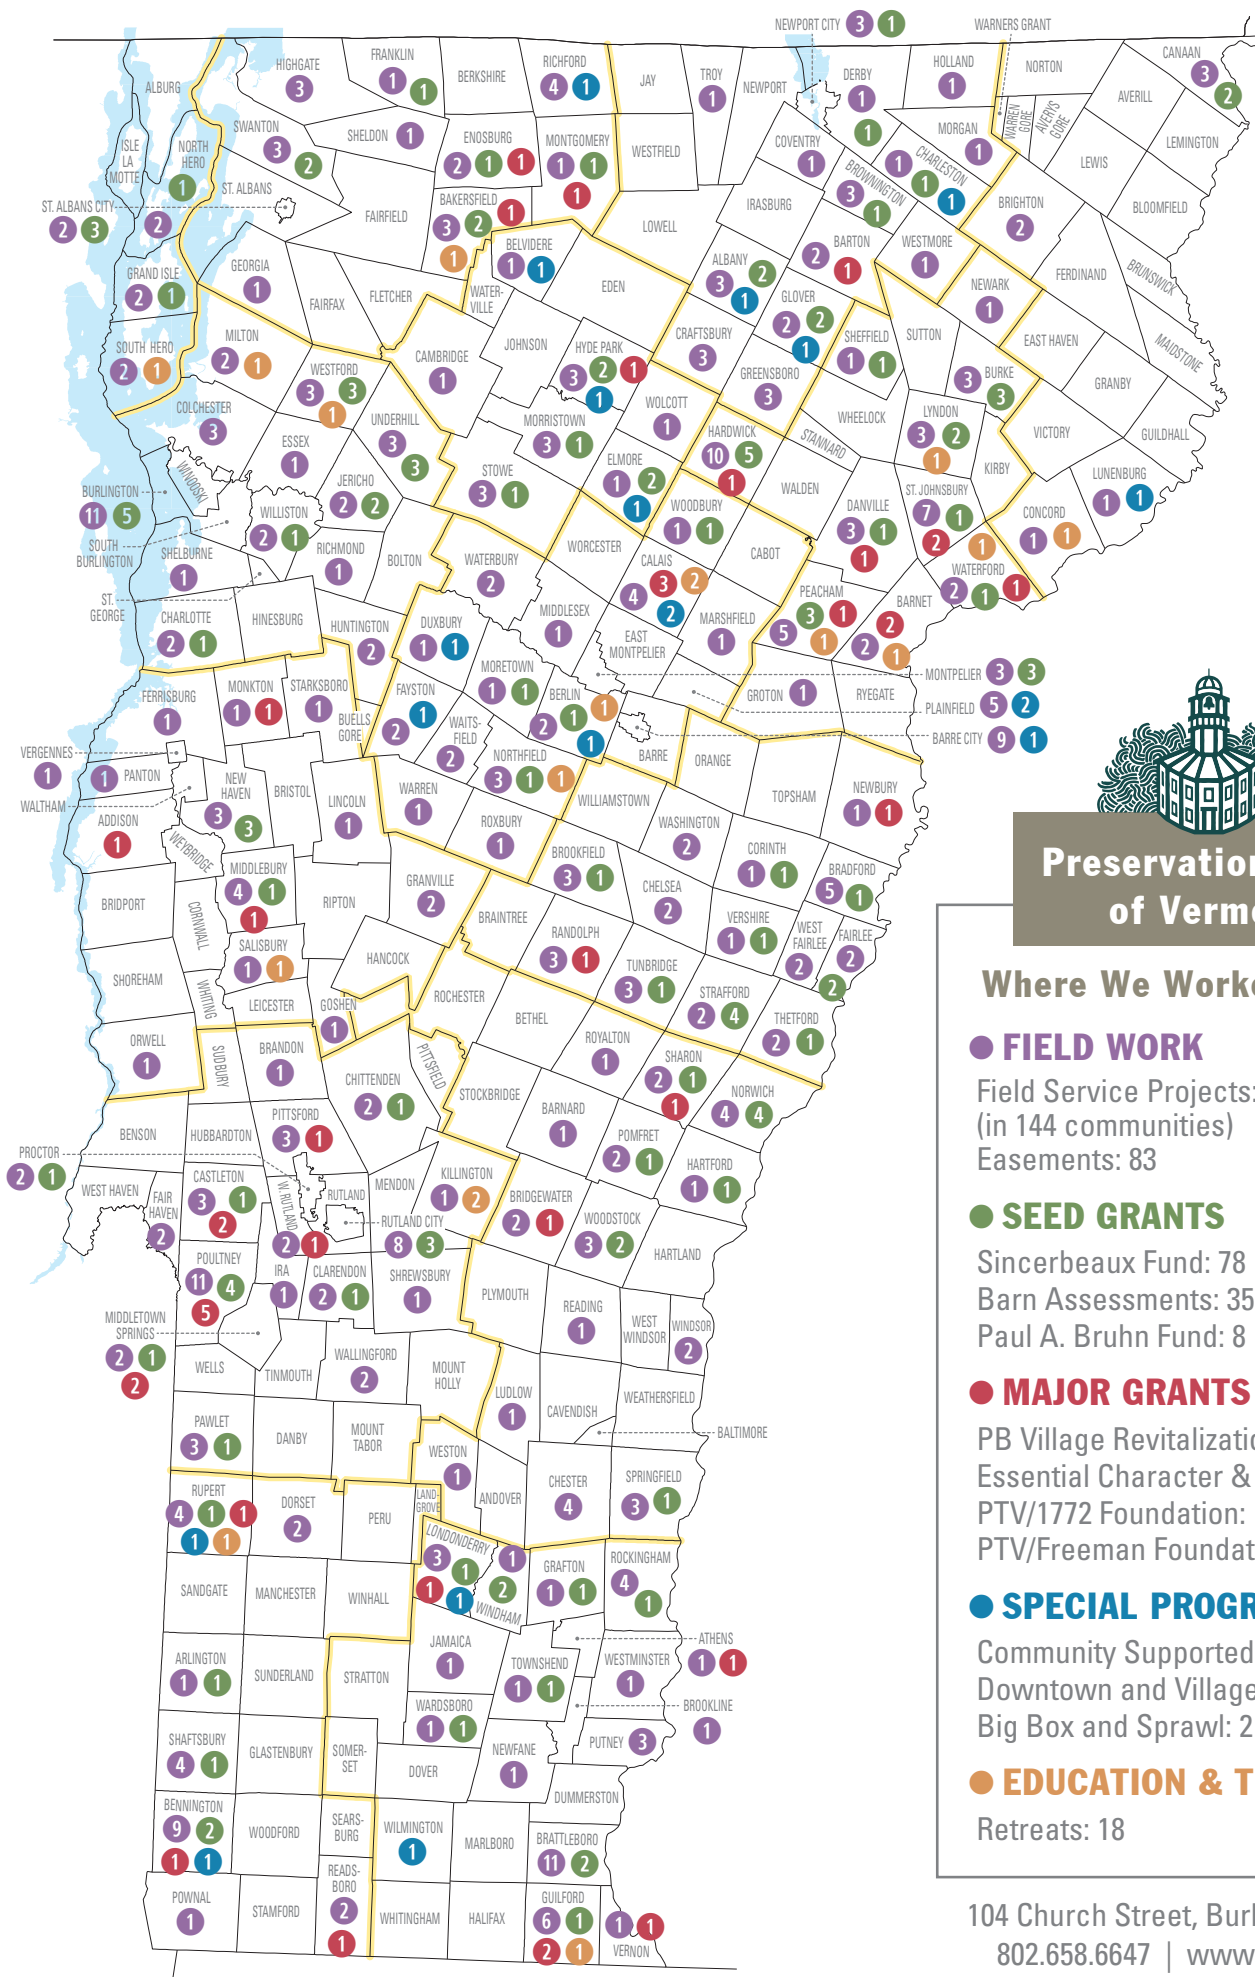 NEWPORT CITY 3 1
WARNERS GRANT
HIGHGATE
3
FRANKLIN
1 1
BERKSHIRE
RICHFORD
4 1
JAY
TROY
1
NEWPORT
DERBY
1
1
HOLLAND
1
NORTON
CANAAN
3
2
ALBURG
AVERILL
WARREN
GORE
AVERYS
GORE
LEMINGTON
SWANTON
3
2
SHELDON 1
ENOSBURG
2 1 1
MONTGOMERY
1 1
1
WESTFIELD
COVENTRY
1
MORGAN
1
CHARLESTON
1
1
1
LEWIS
ISLE
LA
MOTTE
NORTH
HERO
1
2
ST. ALBANS
ST. ALBANS CITY
2 3
FAIRFIELD
BAKERSFIELD
3 2 1
1
LOWELL
IRASBURG
BROWNINGTON
3
1
BRIGHTON
2
BLOOMFIELD
BELVIDERE
1 1
BARTON
2
1
WESTMORE
1
GRAND ISLE
2 1
GEORGIA
1
FAIRFAX
FLETCHER
WATER-
VILLE
EDEN
ALBANY
3 2
1
GLOVER
2 2
1
NEWARK
1
FERDINAND
BRUNSWICK
SOUTH HERO
2 1
MILTON
2 1
WESTFORD
3 3
1
CAMBRIDGE
1
JOHNSON
HYDE PARK
3 2 1
1
CRAFTSBURY
3
SHEFFIELD
1 1
SUTTON
EAST HAVEN
MAIDSTONE
GREENSBORO
3
BURKE
3
3
GRANBY
COLCHESTER
3
UNDERHILL
3
3
WOLCOTT
1
MORRISTOWN
3 1
HARDWICK
10 5
1
STANNARD
WHEELOCK
LYNDON
3 2
1
VICTORY
GUILDHALL
ESSEX
1
WINOOSKI
JERICHO
2 2
STOWE
3 1
ELMORE
1 2
1
WALDEN
KIRBY
LUNENBURG
1 1
BURLINGTON
11 5
WILLISTON
2 1
WOODBURY
1 1
DANVILLE
3 1
1
ST. JOHNSBURY
7 1
2
CONCORD
1 1
SOUTH
BURLINGTON
SHELBURNE
1
RICHMOND
1
BOLTON
WATERBURY
2
WORCESTER
CABOT
1
WATERFORD
2 1 1
ST.
GEORGE
CALAIS
4 3 2
2
MIDDLESEX
1
MARSHFIELD
1
PEACHAM
5 3 1
1
BARNET
2
2
1
CHARLOTTE
2 1
HINESBURG
HUNTINGTON
2
DUXBURY
1 1
EAST
MONTPELIER
MONTPELIER 3 3
MORETOWN
1 1
BERLIN
2 1 1
1
GROTON 1
RYEGATE
PLAINFIELD 5 2
BARRE CITY 9 1
FERRISBURG
1
MONKTON
1 1
STARKSBORO
1
BUELLS
GORE
FAYSTON
2
1
WAITS-
FIELD
2
NORTHFIELD
3 1 1
BARRE
ORANGE
VERGENNES
1
1 PANTON
WALTHAM
NEW
HAVEN
3
3
BRISTOL
LINCOLN
1
WARREN
1
ROXBURY
1
WILLIAMSTOWN
TOPSHAM
NEWBURY
1 1
ADDISON
1
WEYBRIDGE
WASHINGTON
2
BROOKFIELD
3 1
CORINTH
1 1
BRADFORD
5
1
MIDDLEBURY
4 1
1
RIPTON
GRANVILLE
2
CHELSEA
2
BRIDPORT
CORNWALL
BRAINTREE
RANDOLPH
3 1
VERSHIRE
1 1
WEST
FAIRLEE
2
FAIRLEE
2
2
SALISBURY
1 1
HANCOCK
SHOREHAM
WHITING
LEICESTER
GOSHEN
1
ROCHESTER
TUNBRIDGE
3 1
STRAFFORD
2 4
THETFORD
2 1
BETHEL
ROYALTON
1
ORWELL
1
SUDBURY
BRANDON
1
CHITTENDEN
2 1
PITTSFIELD
STOCKBRIDGE
SHARON
2 1
1
NORWICH
4 4
BARNARD
1
PITTSFORD
3 1
BENSON
HUBBARDTON
POMFRET
2 1
HARTFORD
1 1
PROCTOR
2 1
WEST HAVEN
FAIR
HAVEN
2
CASTLETON
3 1
2
W. RUTLAND
2 1
RUTLAND
MENDON
KILLINGTON
1 2
BRIDGEWATER
2 1
WOODSTOCK
3 2
HARTLAND
RUTLAND CITY
8 3
POULTNEY
11 4
5
IRA
1
CLARENDON
2 1
SHREWSBURY
1
PLYMOUTH
READING
1
WEST
WINDSOR
WINDSOR
2
MIDDLETOWN
SPRINGS
2 1
2
WELLS
TINMOUTH
WALLINGFORD
2
MOUNT
HOLLY
LUDLOW
1
CAVENDISH
WEATHERSFIELD
BALTIMORE
PAWLET
3 1
DANBY
MOUNT
TABOR
WESTON
1
ANDOVER
CHESTER
4
SPRINGFIELD
3 1
RUPERT
4 1 1
1 1
DORSET
2
PERU
LAND-
GROVE
LONDONDERRY
3
1
1
1
1
2
WINDHAM
GRAFTON
1 1
ROCKINGHAM
4
1
SANDGATE
MANCHESTER
WINHALL
JAMAICA
1
TOWNSHEND
1 1
ATHENS
1 1
WESTMINSTER
1
ARLINGTON
1 1
SUNDERLAND
STRATTON
WARDSBORO
1 1
BROOKLINE
1
SHAFTSBURY
4 1
GLASTENBURY
SOMER-
SET
DOVER
NEWFANE
1
PUTNEY 3
DUMMERSTON
BENNINGTON
9 2
1 1
WOODFORD
SEARS-
BURG
WILMINGTON
1
MARLBORO
BRATTLEBORO
11 2
POWNAL
1
STAMFORD
READS-
BORO
2
1
WHITINGHAM
HALIFAX
GUILFORD
6 1
2 1
1 1
VERNON
Preservation
of Verm
Where We Work
FIELD WORK
Field Service Projects:
(in 144 communities)
Easements: 83
SEED GRANTS
Sincerbeaux Fund: 78
Barn Assessments: 35
Paul A. Bruhn Fund: 8
MAJOR GRANTS
PB Village Revitalizatio
Essential Character &
PTV/1772 Foundation:
PTV/Freeman Foundat
SPECIAL PROGR
Community Supported
Downtown and Village
Big Box and Sprawl: 2
EDUCATION & T
Retreats: 18
104 Church Street, Burl
802.658.6647 | www